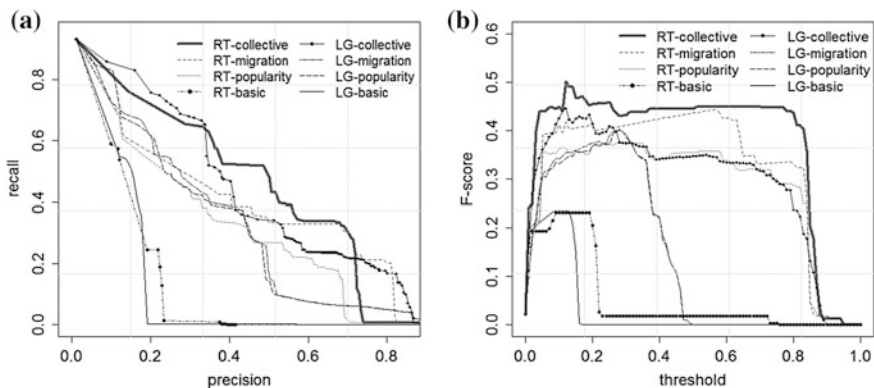 (a)
RT-collective LG-collective
RT-migration LG-migration
RT-popularity LG-popularity
RT-basic LG-basic
recall
0.0 0.2 0.4 0.6 0.8
0.0 0.2 0.4 0.6 0.8
precision
(b)
RT-collective LG-collective
RT-migration LG-migration
RT-popularity LG-popularity
RT-basic LG-basic
F-score
0.0 0.1 0.2 0.3 0.4 0.5 0.6
0.0 0.2 0.4 0.6 0.8 1.0
threshold